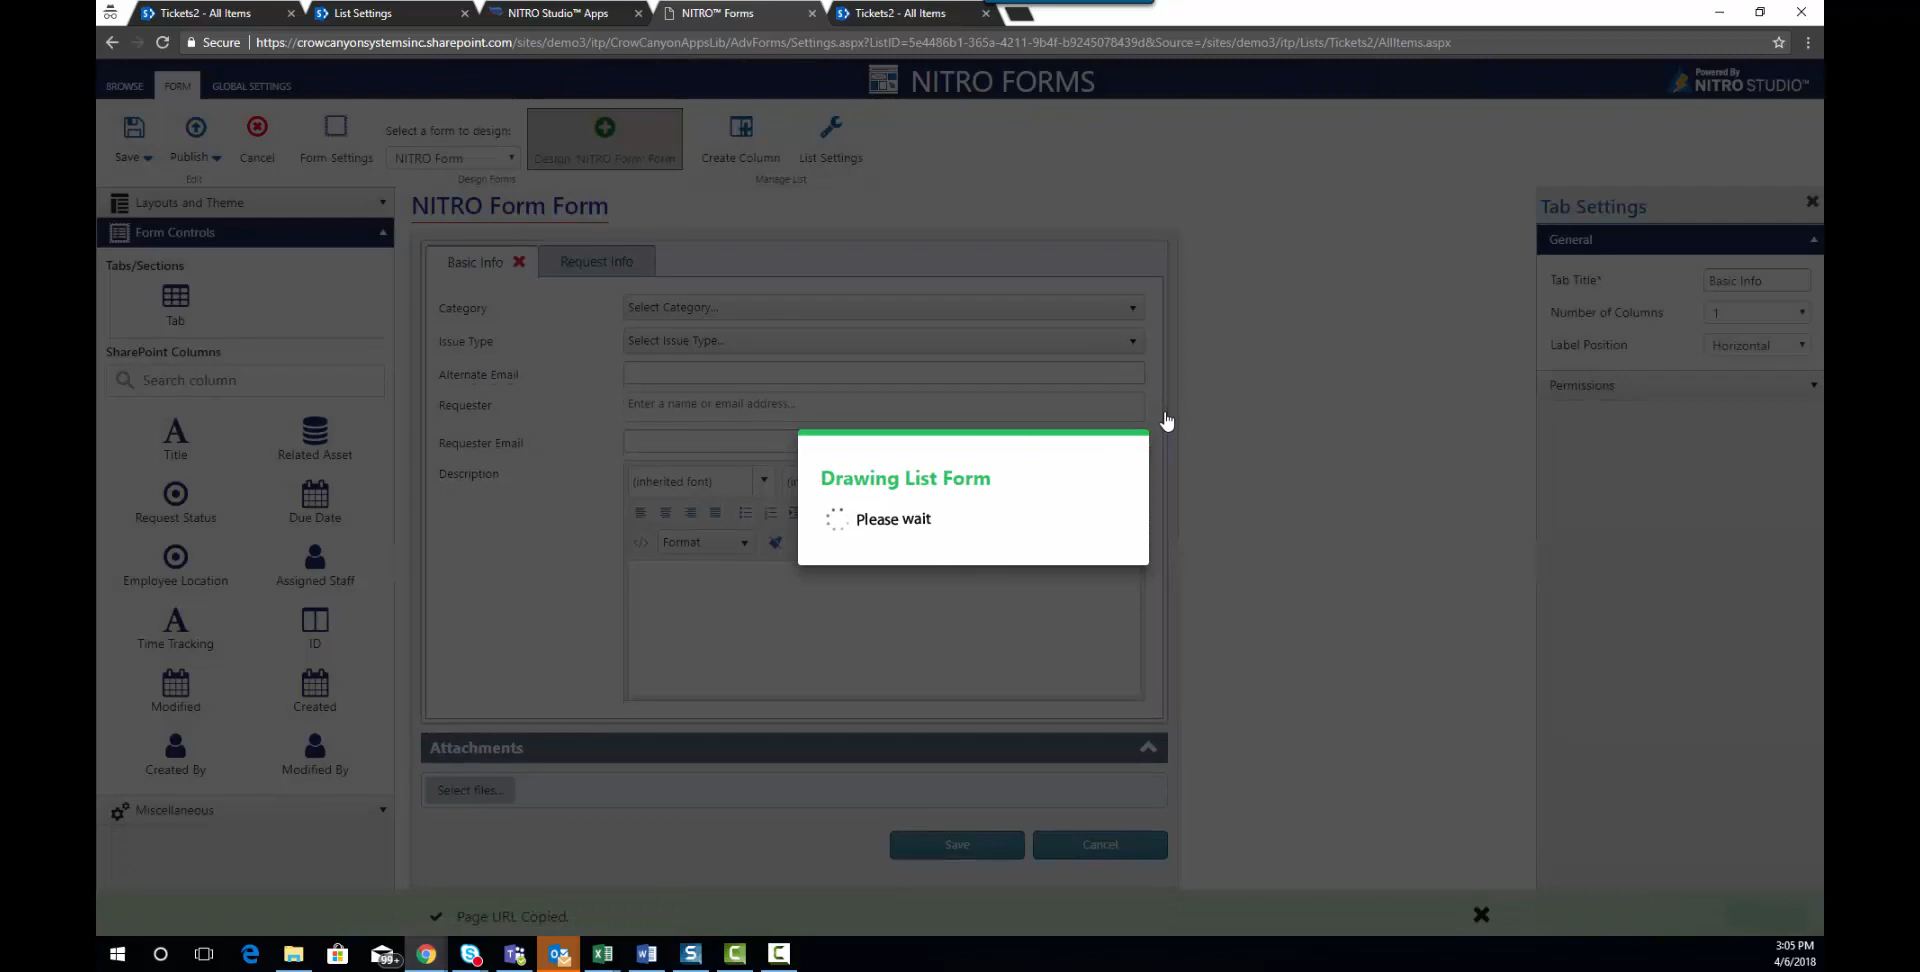 Tickets2 - All Items
List Settings
NITRO Studio™ Apps
NITRO™ Forms
Tickets2 - All Items
Secure
https://crowcanyonsystemsinc.sharepoint.com/sites/demo3/itp/CrowCanyonAppsLib/AdvForms/Settings.aspx?ListID=5e4486b1-365a-4211-9b4f-b9245078439d&Source=/sites/demo3/itp/Lists/Tickets2/AllItems.aspx
BROWSE
FORM
GLOBAL SETTINGS
NITRO FORMS
Powered By
NITRO STUDIO™
Save
Publish
Cancel
Form Settings
Select a form to design:
NITRO Form
Design 'NITRO Form' Form
Create Column
List Settings
Edit
Design Forms
Manage List
Layouts and Theme
Form Controls
Tabs/Sections
Tab
SharePoint Columns
Search column
Title
Related Asset
Request Status
Due Date
Employee Location
Assigned Staff
Time Tracking
ID
Modified
Created
Created By
Modified By
Miscellaneous
NITRO Form Form
Basic Info
Request Info
Category
Select Category...
Issue Type
Select Issue Type...
Alternate Email
Requester
Enter a name or email address...
Requester Email
Description
(inherited font)
(in
Format
Drawing List Form
Please wait
Attachments
Select files...
Save
Cancel
Tab Settings
General
Tab Title*
Basic Info
Number of Columns
1
Label Position
Horizontal
Permissions
Page URL Copied.
99+
3:05 PM
4/6/2018